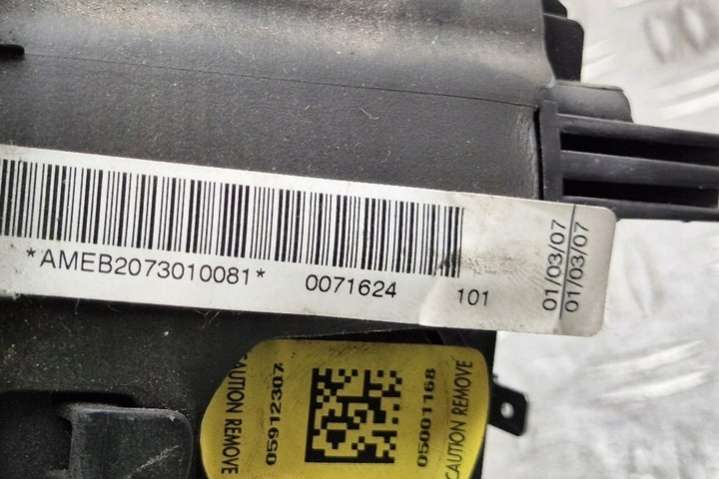 *AMEB2073010081* 0071624 101
01/03/07
01/03/07
CAUTION REMOVE
05912307
05001168
CAUTION REMOVE